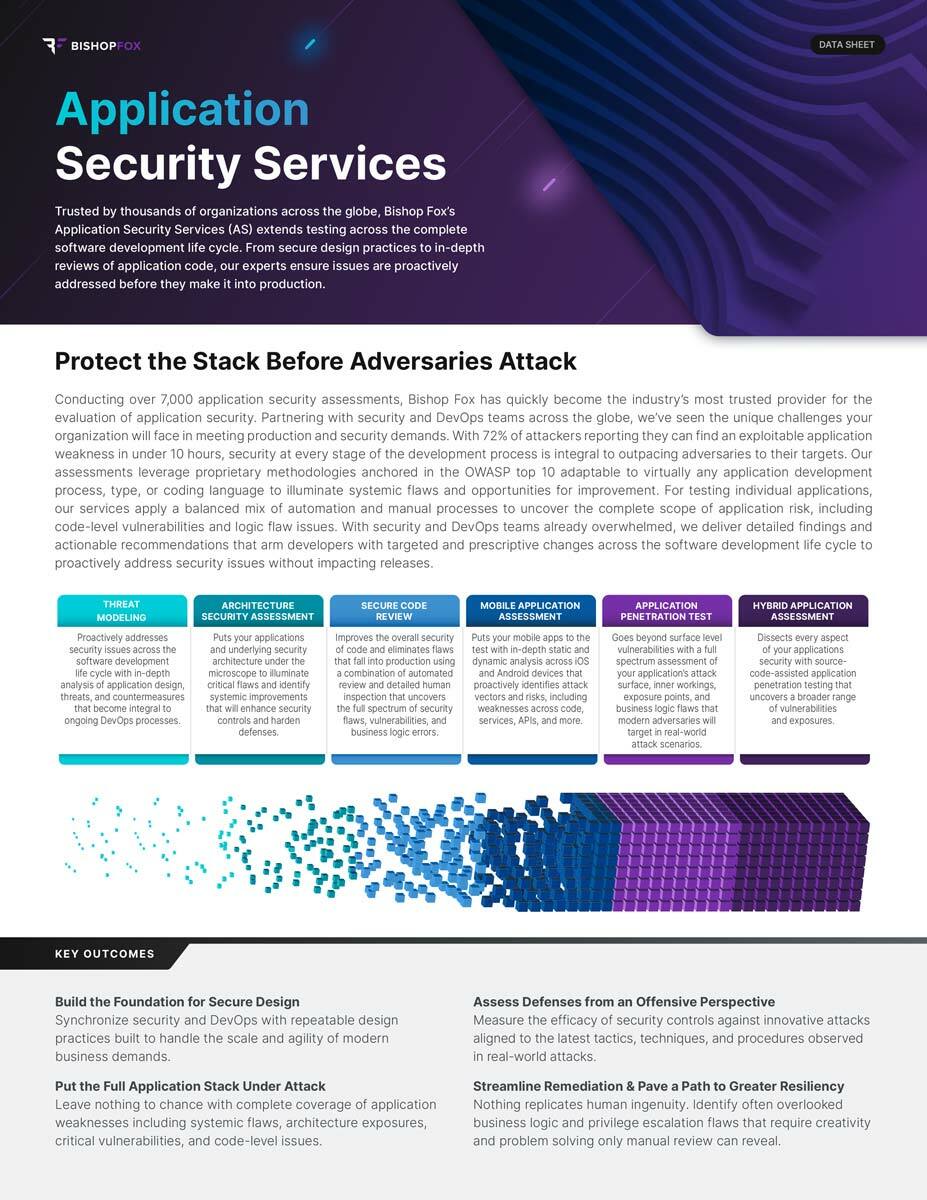 BISHOPFOX
DATA SHEET
Application
Security Services
Trusted by thousands of organizations across the globe, Bishop Fox's
Application Security Services (AS) extends testing across the complete
software development life cycle. From secure design practices to in-depth
reviews of application code, our experts ensure issues are proactively
addressed before they make it into production.
Protect the Stack Before Adversaries Attack
Conducting over 7,000 application security assessments, Bishop Fox has quickly become the industry's most trusted provider for the
evaluation of application security. Partnering with security and DevOps teams across the globe, we've seen the unique challenges your
organization will face in meeting production and security demands. With 72% of attackers reporting they can find an exploitable application
weakness in under 10 hours, security at every stage of the development process is integral to outpacing adversaries to their targets. Our
assessments leverage proprietary methodologies anchored in the OWASP top 10 adaptable to virtually any application development
process, type, or coding language to illuminate systemic flaws and opportunities for improvement. For testing individual applications,
our services apply a balanced mix of automation and manual processes to uncover the complete scope of application risk, including
code-level vulnerabilities and logic flaw issues. With security and DevOps teams already overwhelmed, we deliver detailed findings and
actionable recommendations that arm developers with targeted and prescriptive changes across the software development life cycle to
proactively address security issues without impacting releases.
THREAT
MODELING
Proactively addresses
security issues across the
software development
life cycle with in-depth
analysis of application design,
threats, and countermeasures
that become integral to
ongoing DevOps processes.
ARCHITECTURE
SECURITY ASSESSMENT
Puts your applications
and underlying security
architecture under the
microscope to illuminate
critical flaws and identify
systemic improvements
that will enhance security
controls and harden
defenses.
SECURE CODE
REVIEW
Improves the overall security
of code and eliminates flaws
that fall into production using
a combination of automated
review and detailed human
inspection that uncovers
the full spectrum of security
flaws, vulnerabilities, and
business logic errors.
MOBILE APPLICATION
ASSESSMENT
Puts your mobile apps to the
test with in-depth static and
dynamic analysis across iOS
and Android devices that
proactively identifies attack
vectors and risks, including
weaknesses across code,
services, APIs, and more.
APPLICATION
PENETRATION TEST
Goes beyond surface level
vulnerabilities with a full
spectrum assessment of
your application's attack
surface, inner workings,
exposure points, and
business logic flaws that
modern adversaries will
target in real-world
attack scenarios.
HYBRID APPLICATION
ASSESSMENT
Dissects every aspect
of your applications
security with source-
code-assisted application
penetration testing that
uncovers a broader range
of vulnerabilities
and exposures.
KEY OUTCOMES
Build the Foundation for Secure Design
Synchronize security and DevOps with repeatable design
practices built to handle the scale and agility of modern
business demands.
Put the Full Application Stack Under Attack
Leave nothing to chance with complete coverage of application
weaknesses including systemic flaws, architecture exposures,
critical vulnerabilities, and code-level issues.
Assess Defenses from an Offensive Perspective
Measure the efficacy of security controls against innovative attacks
aligned to the latest tactics, techniques, and procedures observed
in real-world attacks.
Streamline Remediation & Pave a Path to Greater Resiliency
Nothing replicates human ingenuity. Identify often overlooked
business logic and privilege escalation flaws that require creativity
and problem solving only manual review can reveal.